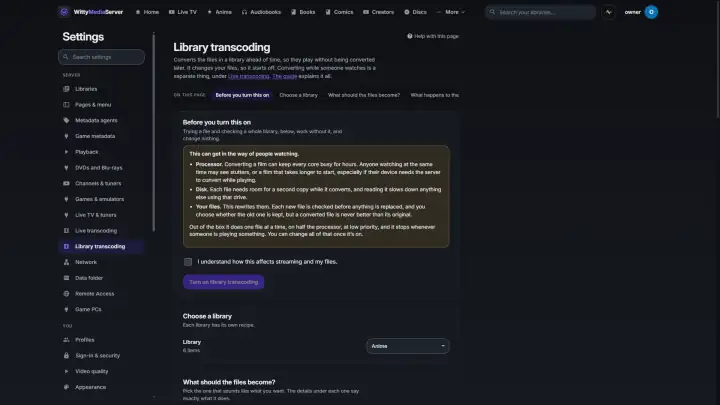 WittyMediaServer
Home
Live TV
Anime
Audiobooks
Books
Comics
Creators
Discs
More
Search your libraries...
owner
O
Settings
Search settings
SERVER
Libraries
Pages & menu
Metadata agents
Game metadata
Playback
DVDs and Blu-rays
Channels & tuners
Games & emulators
Live TV & tuners
Live transcoding
Library transcoding
Network
Data folder
Remote Access
Game PCs
YOU
Profiles
Sign-in & security
Video quality
Appearance
Library transcoding
Help with this page
Converts the files in a library ahead of time, so they play without being converted
later. It changes your files, so it starts off. Converting while someone watches is a
separate thing, under Live transcoding. The guide explains it all.
ON THIS PAGE
Before you turn this on
Choose a library
What should the files become?
What happens to the
Before you turn this on
Trying a file and checking a whole library, below, work without it, and
change nothing.
This can get in the way of people watching.
• Processor. Converting a film can keep every core busy for hours. Anyone watching at the same
time may see stutters, or a film that takes longer to start, especially if their device needs the server
to convert while playing.
• Disk. Each file needs room for a second copy while it converts, and reading it slows down anything
else using that drive.
• Your files. This rewrites them. Each new file is checked before anything is replaced, and you
choose whether the old one is kept, but a converted file is never better than its original.
Out of the box it does one file at a time, on half the processor, at low priority, and it stops whenever
someone is playing something. You can change all of that once it's on.
I understand how this affects streaming and my files.
Turn on library transcoding
Choose a library
Each library has its own recipe.
Library
6 items
Anime
What should the files become?
Pick the one that sounds like what you want. The details under each one say
exactly what it does.